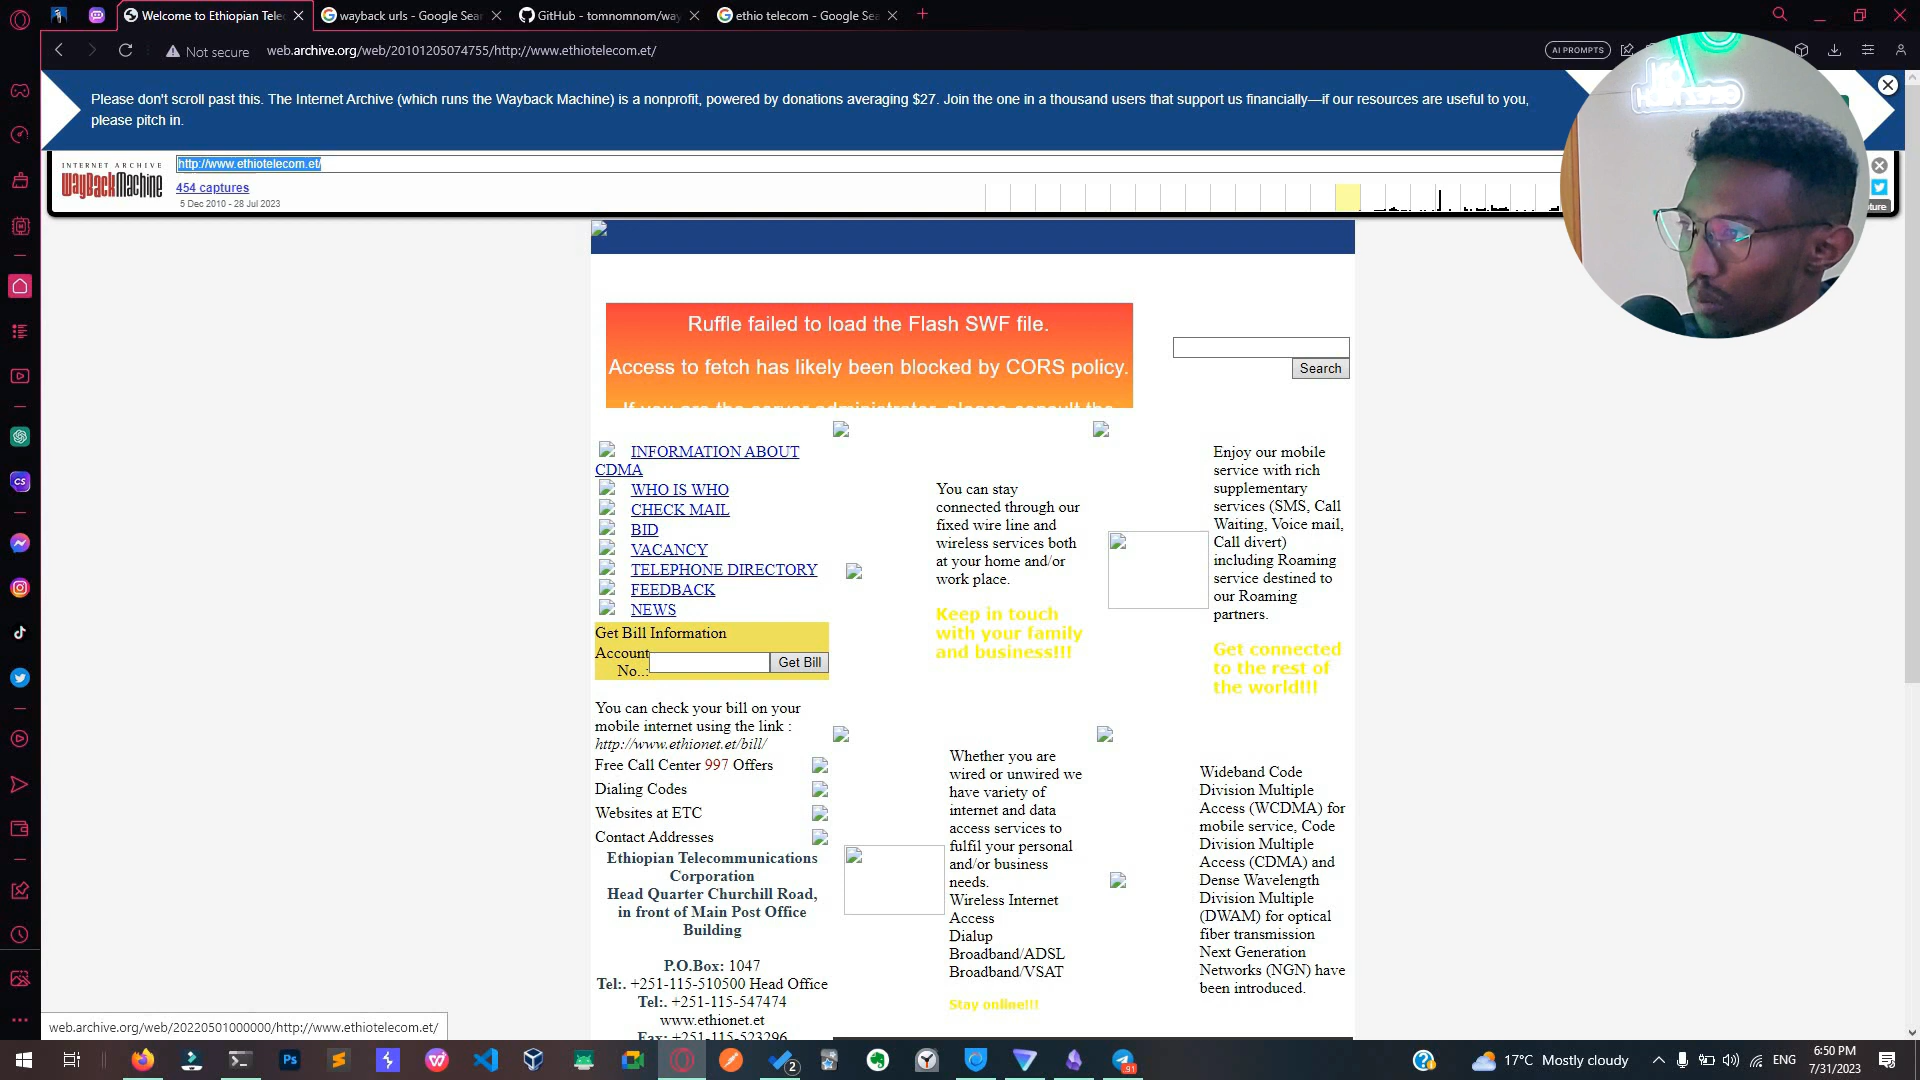 Welcome to Ethiopian Tele
wayback urls - Google Sear
GitHub - tomnomnom/way
ethio telecom - Google Sea
Not secure
web.archive.org/web/20101205074755/http://www.ethiotelecom.et/
AI PROMPTS
Please don't scroll past this. The Internet Archive (which runs the Wayback Machine) is a nonprofit, powered by donations averaging $27. Join the one in a thousand users that support us financially—if our resources are useful to you,
please pitch in.
INTERNET ARCHIVE
WayBackMachine
http://www.ethiotelecom.et/
454 captures
5 Dec 2010 - 28 Jul 2023
Ruffle failed to load the Flash SWF file.
Access to fetch has likely been blocked by CORS policy.
If you are the server administrator, please consult the
Search
INFORMATION ABOUT
CDMA
WHO IS WHO
CHECK MAIL
BID
VACANCY
TELEPHONE DIRECTORY
FEEDBACK
NEWS
Get Bill Information
Account
No..:
Get Bill
You can check your bill on your
mobile internet using the link :
http://www.ethionet.et/bill/
Free Call Center 997 Offers
Dialing Codes
Websites at ETC
Contact Addresses
Ethiopian Telecommunications
Corporation
Head Quarter Churchill Road,
in front of Main Post Office
Building
P.O.Box: 1047
Tel:. +251-115-510500 Head Office
Tel:. +251-115-547474
www.ethionet.et
Fax: +251-115-523296
You can stay
connected through our
fixed wire line and
wireless services both
at your home and/or
work place.
Keep in touch
with your family
and business!!!
Enjoy our mobile
service with rich
supplementary
services (SMS, Call
Waiting, Voice mail,
Call divert)
including Roaming
service destined to
our Roaming
partners.
Get connected
to the rest of
the world!!!
Whether you are
wired or unwired we
have variety of
internet and data
access services to
fulfil your personal
and/or business
needs.
Wireless Internet
Access
Dialup
Broadband/ADSL
Broadband/VSAT
Stay online!!!
Wideband Code
Division Multiple
Access (WCDMA) for
mobile service, Code
Division Multiple
Access (CDMA) and
Dense Wavelength
Division Multiple
(DWAM) for optical
fiber transmission
Next Generation
Networks (NGN) have
been introduced.
web.archive.org/web/20220501000000/http://www.ethiotelecom.et/
CS
Ps
2
91
17°C Mostly cloudy
ENG
6:50 PM
7/31/2023